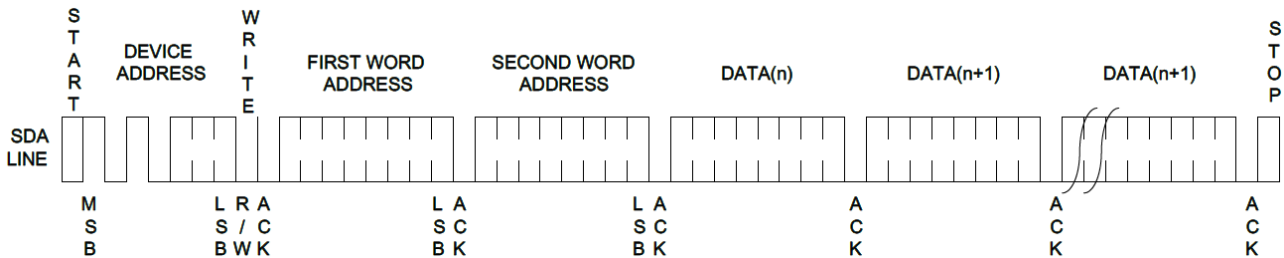 START
DEVICE
ADDRESS
WRITE
FIRST WORD
ADDRESS
SECOND WORD
ADDRESS
DATA(n)
DATA(n+1)
DATA(n+1)
STOP
SDA
LINE
MSB
LSB
R/W
ACK
LSB
ACK
LSB
ACK
ACK
ACK
ACK